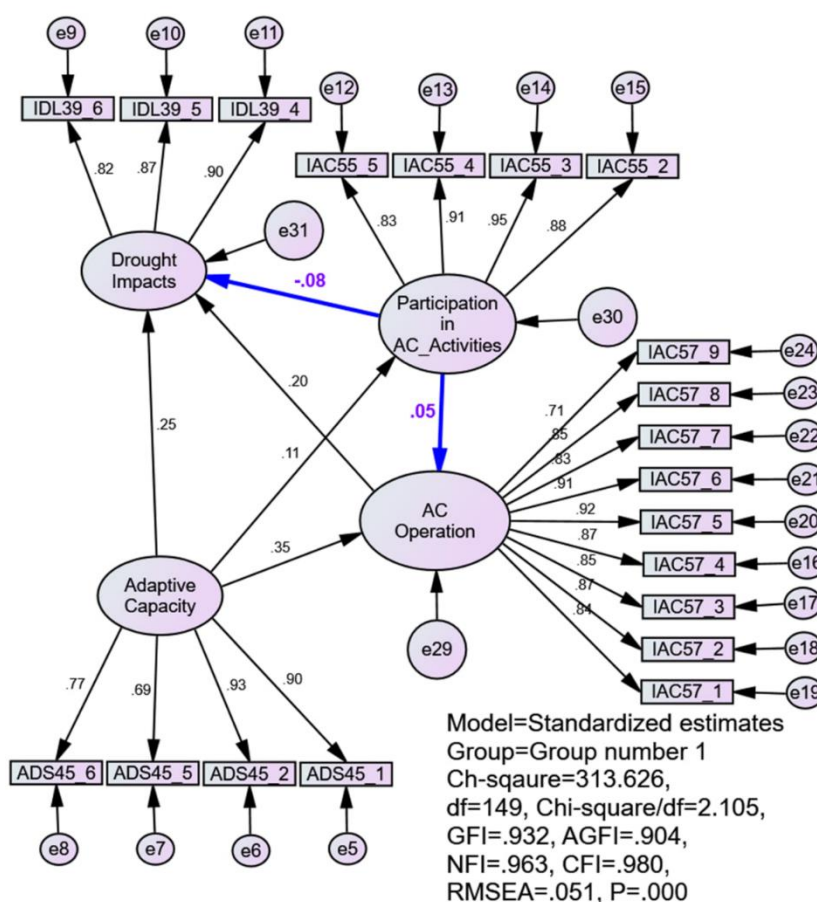 e9
e10
e11
IDL39_6
IDL39_5
IDL39_4
e12
e13
e14
e15
IAC55_5
IAC55_4
IAC55_3
IAC55_2
.82
.87
.90
.83
.91
.95
.88
e31
Drought
Impacts
-.08
Participation
in
AC_Activities
e30
.20
.05
.25
.11
.35
IAC57_9
e24
IAC57_8
e23
IAC57_7
e22
IAC57_6
e21
IAC57_5
e20
IAC57_4
e16
IAC57_3
e17
IAC57_2
e18
IAC57_1
e19
.71
.85
.83
.91
.92
.87
.85
.87
.84
AC
Operation
e29
Adaptive
Capacity
.77
.69
.93
.90
ADS45_6
ADS45_5
ADS45_2
ADS45_1
e8
e7
e6
e5
Model=Standardized estimates
Group=Group number 1
Ch-sqaure=313.626,
df=149, Chi-square/df=2.105,
GFI=.932, AGFI=.904,
NFI=.963, CFI=.980,
RMSEA=.051, P=.000